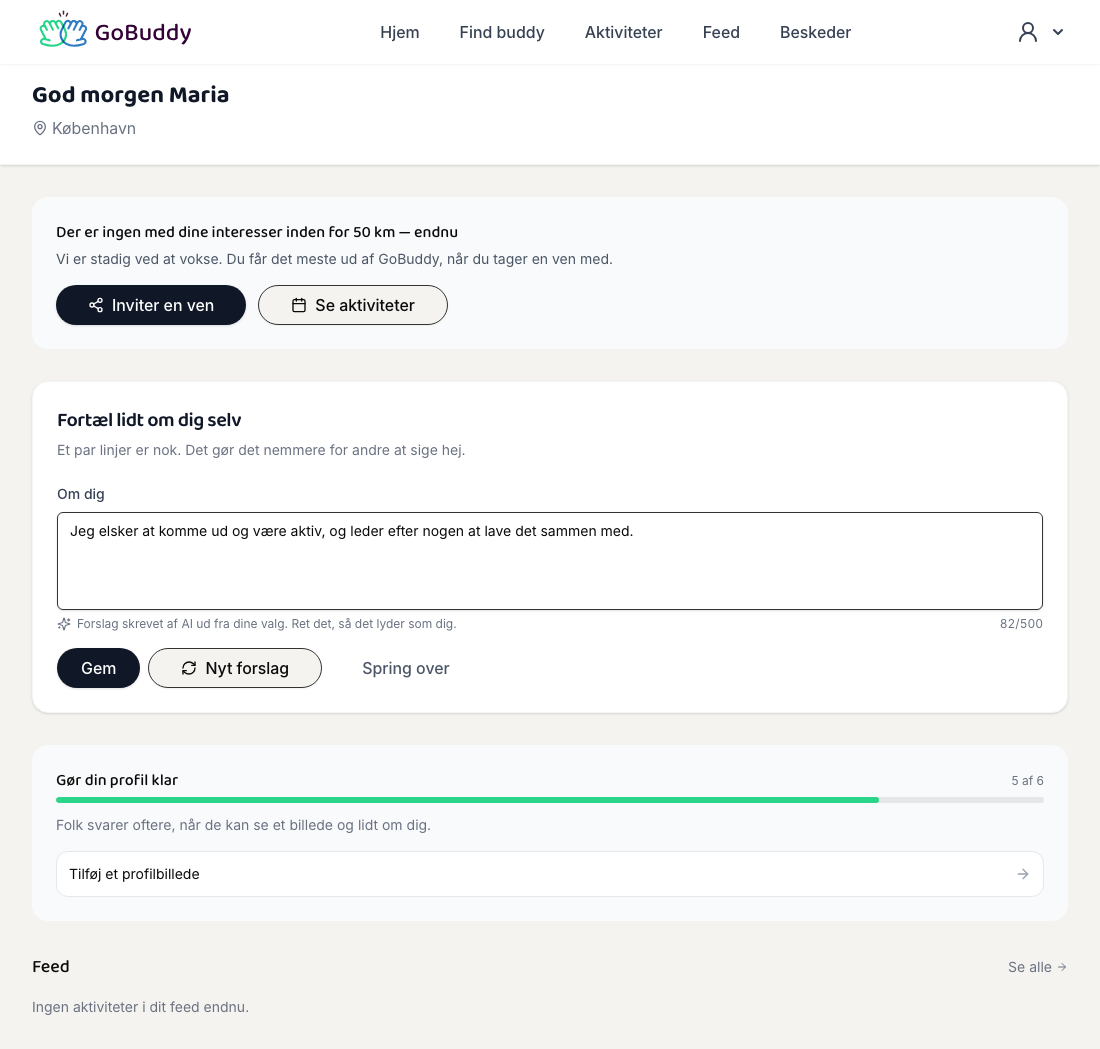 GoBuddy
Hjem Find buddy Aktiviteter Feed Beskeder
God morgen Maria
København
Der er ingen med dine interesser inden for 50 km — endnu
Vi er stadig ved at vokse. Du får det meste ud af GoBuddy, når du tager en ven med.
Inviter en ven Se aktiviteter
Fortæl lidt om dig selv
Et par linjer er nok. Det gør det nemmere for andre at sige hej.
Om dig
Jeg elsker at komme ud og være aktiv, og leder efter nogen at lave det sammen med.
Forslag skrevet af AI ud fra dine valg. Ret det, så det lyder som dig. 82/500
Gem Nyt forslag Spring over
Gør din profil klar 5 af 6
Folk svarer oftere, når de kan se et billede og lidt om dig.
Tilføj et profilbillede
Feed Se alle →
Ingen aktiviteter i dit feed endnu.